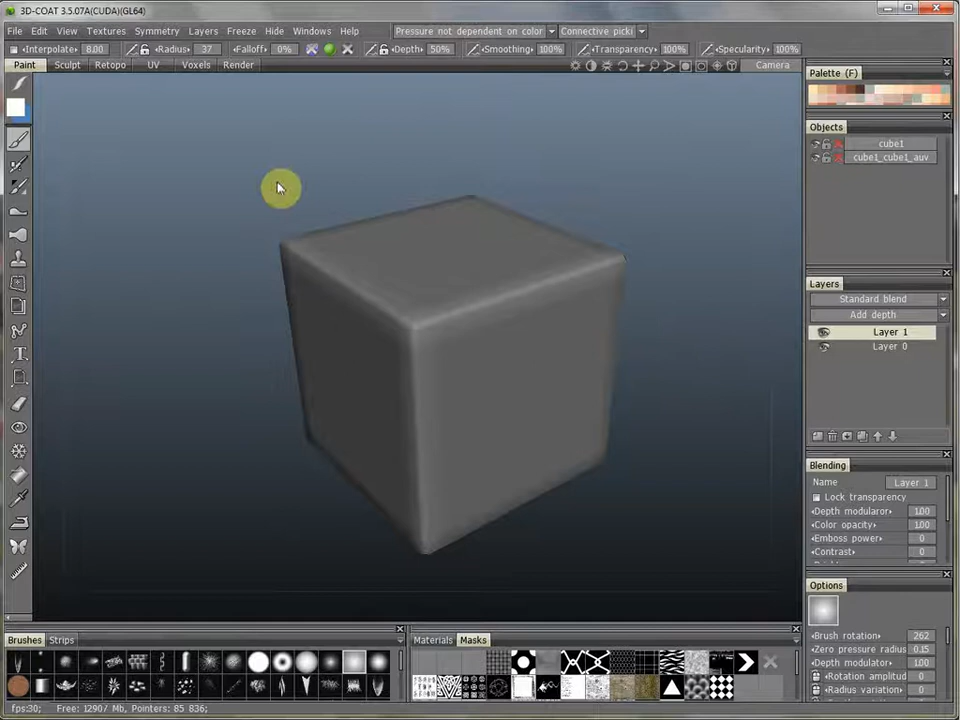 3D-COAT 3.5.07A(CUDA)(GL64)
File Edit View Textures Symmetry Layers Freeze Hide Windows Help Pressure not dependent on color Connective picki
Interpolate 8.00 Radius 37 Falloff 0% Depth 50% Smoothing 100% Transparency 100% Specularity 100%
Paint Sculpt Retopo UV Voxels Render Camera
Palette (F)
Objects
cube1
cube1_cube1_auv
Layers
Standard blend
Add depth
Layer 1
Layer 0
Blending
Name Layer 1
Lock transparency
Depth modularor 1.00
Color opacity 1.00
Emboss power 0
Contrast 0
Options
Brush rotation 262
Zero pressure radius 0.15
Depth modulator 1.00
Rotation amplitud 0
Radius variation 0
Brushes Strips Materials Masks
fps:30; Free: 12907 Mb, Pointers: 85 836;